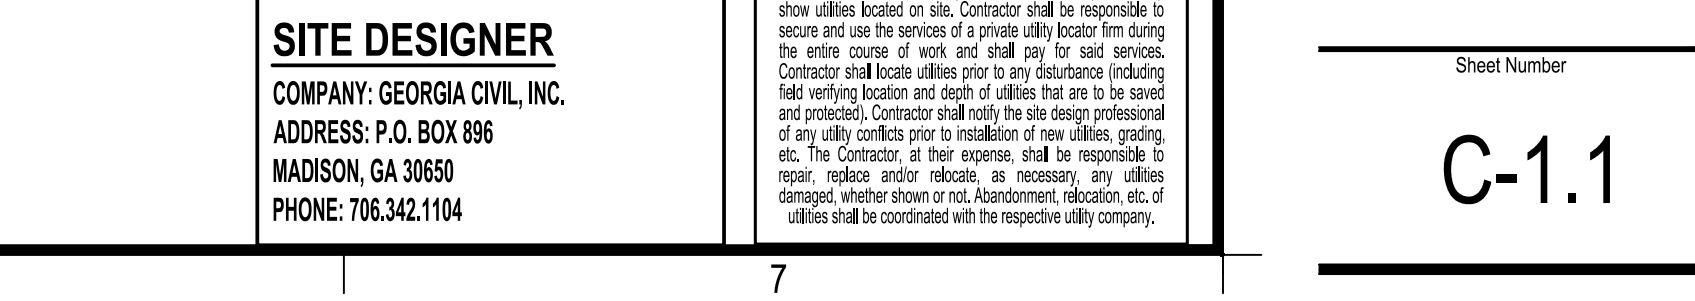 SITE DESIGNER
COMPANY: GEORGIA CIVIL, INC.
ADDRESS: P.O. BOX 896
MADISON, GA 30650
PHONE: 706.342.1104
show utilities located on site. Contractor shall be responsible to
secure and use the services of a private utility locator firm during
the entire course of work and shall pay for said services.
Contractor shall locate utilities prior to any disturbance (including
field verifying location and depth of utilities that are to be saved
and protected). Contractor shall notify the site design professional
of any utility conflicts prior to installation of new utilities, grading,
etc. The Contractor, at their expense, shall be responsible to
repair, replace and/or relocate, as necessary, any utilities
damaged, whether shown or not. Abandonment, relocation, etc. of
utilities shall be coordinated with the respective utility company.
7
Sheet Number
C-1.1